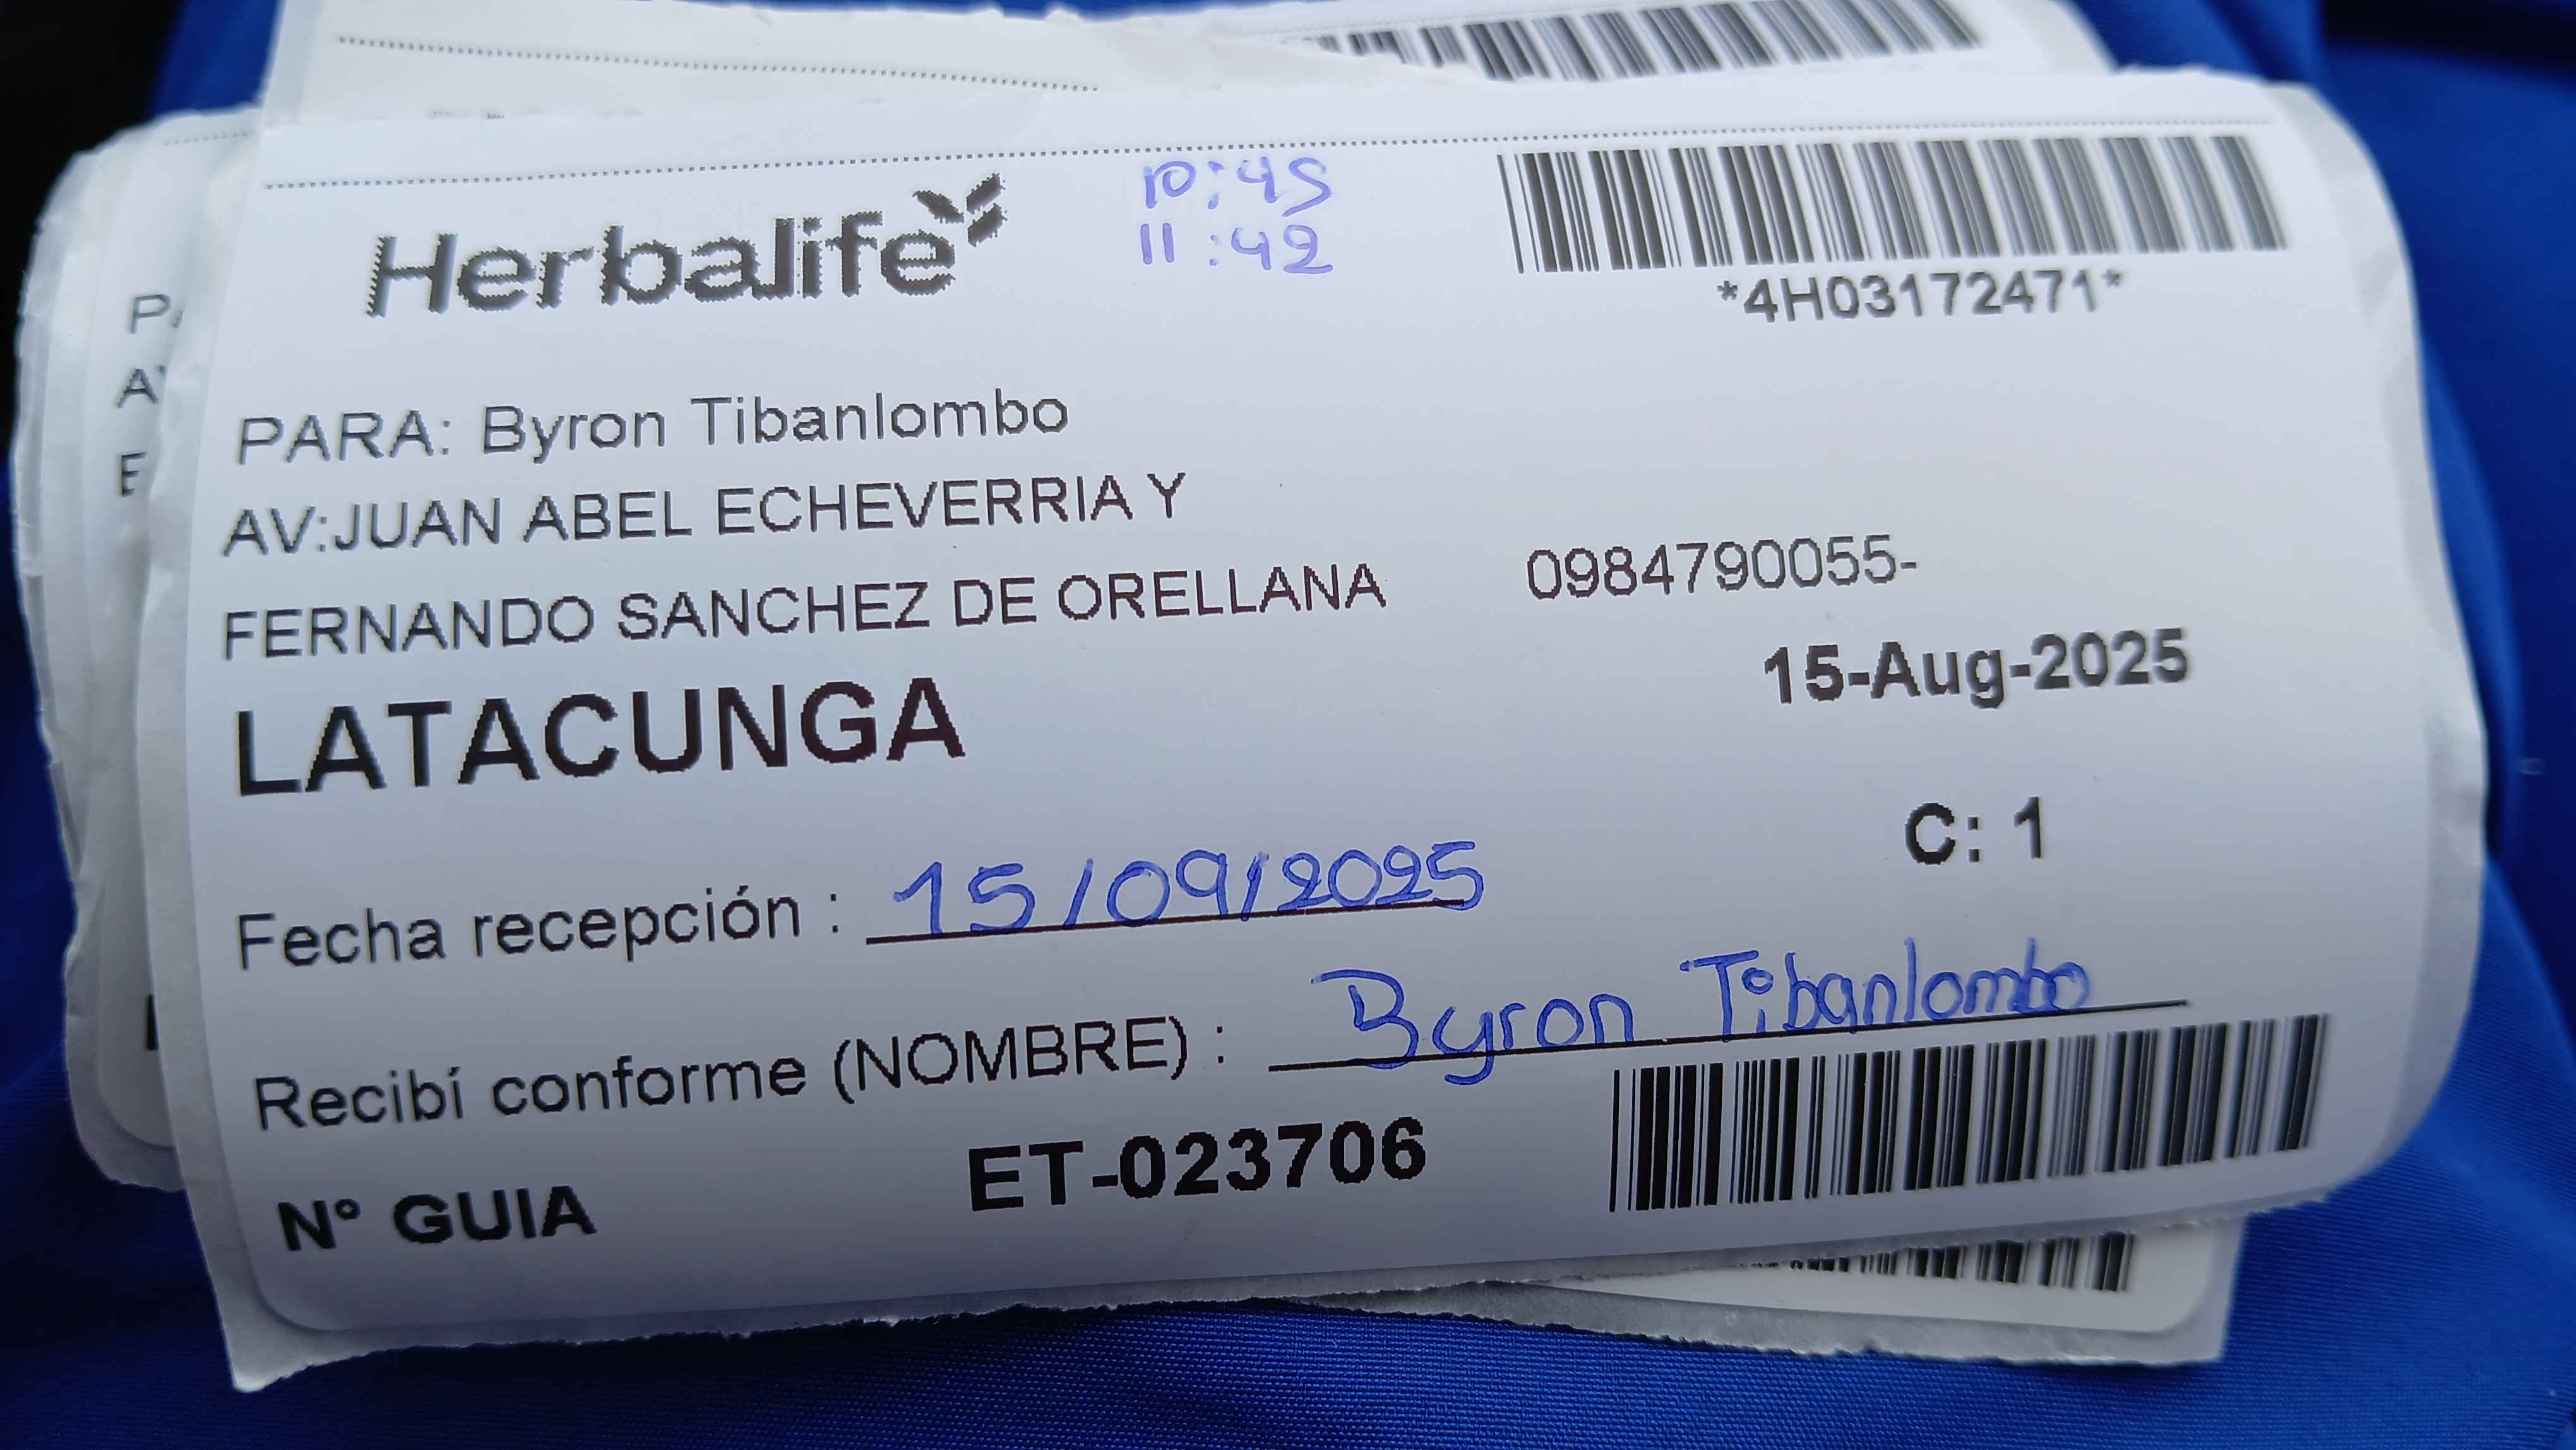 Herbalife
10:45
11:42
*4H03172471*
PARA: Byron Tibanlombo
AV:JUAN ABEL ECHEVERRIA Y
FERNANDO SANCHEZ DE ORELLANA
0984790055-
LATACUNGA
15-Aug-2025
C: 1
Fecha recepción : 15/09/2025
Recibí conforme (NOMBRE) : Byron Tibanlombo
N° GUIA ET-023706